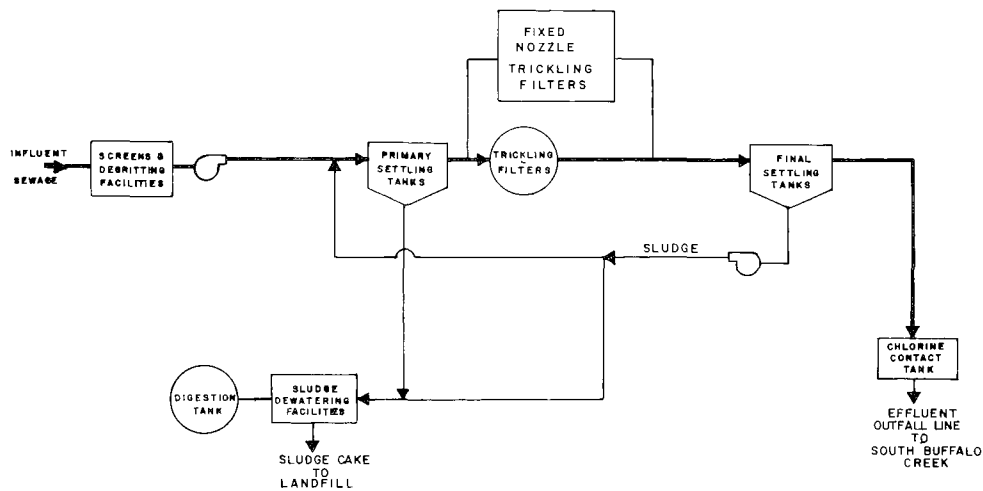 FIXED
NOZZLE
TRICKLING
FILTERS
INFLUENT
SEWAGE
SCREENS &
DEGRITTING
FACILITIES
PRIMARY
SETTLING
TANKS
TRICKLING
FILTERS
FINAL
SETTLING
TANKS
SLUDGE
CHLORINE
CONTACT
TANK
DIGESTION
TANK
SLUDGE
DEWATERING
FACILITIES
EFFLUENT
OUTFALL LINE
TO
SOUTH BUFFALO
CREEK
SLUDGE CAKE
TO
LANDFILL